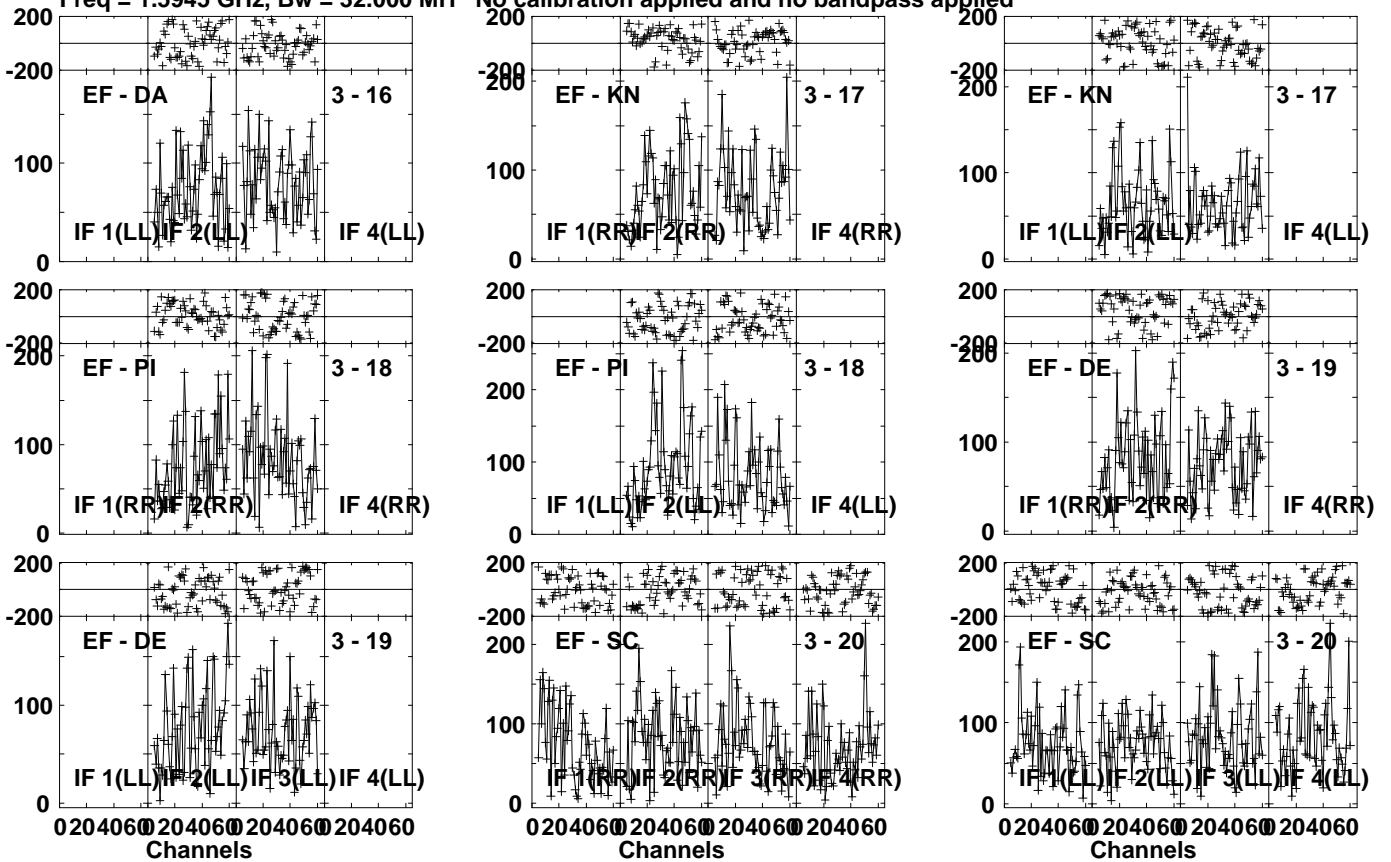 Freq = 1.5945 GHz, Bw = 32.000 MH No calibration applied and no bandpass applied
200
-200
EF - DA 3 - 16
100
0
IF 1(LL) IF 2(LL) IF 4(LL)
-200
200
EF - KN 3 - 17
100
0
IF 1(RR) IF 2(RR) IF 4(RR)
-200
200
EF - KN 3 - 17
100
0
IF 1(LL) IF 2(LL) IF 4(LL)
200
-200
200
EF - PI 3 - 18
100
0
IF 1(RR) IF 2(RR) IF 4(RR)
200
-200
200
EF - PI 3 - 18
100
0
IF 1(LL) IF 2(LL) IF 4(LL)
200
-200
200
EF - DE 3 - 19
100
0
IF 1(RR) IF 2(RR) IF 4(RR)
200
-200
EF - DE 3 - 19
100
0
IF 1(LL) IF 2(LL) IF 3(LL) IF 4(LL)
0 20 40 60 0 20 40 60 0 20 40 60 0 20 40 60
Channels
200
-200
200
EF - SC 3 - 20
100
0
IF 1(RR) IF 2(RR) IF 3(RR) IF 4(RR)
0 20 40 60 0 20 40 60 0 20 40 60 0 20 40 60
Channels
200
-200
200
EF - SC 3 - 20
100
0
IF 1(LL) IF 2(LL) IF 3(LL) IF 4(LL)
0 20 40 60 0 20 40 60 0 20 40 60 0 20 40 60
Channels